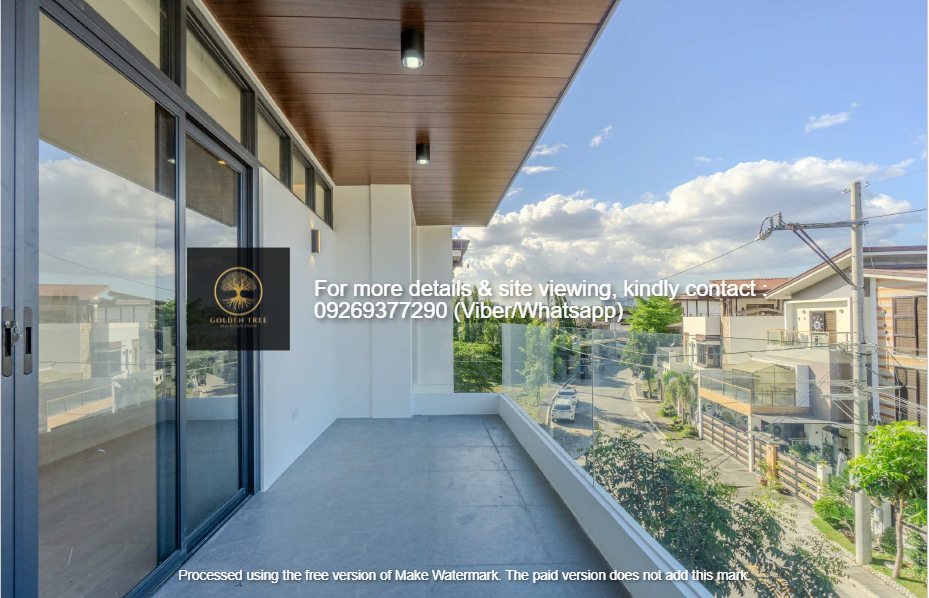 For more details & site viewing, kindly contact
09269377290 (Viber/Whatsapp)
GOLDEN TREE
Processed using the free version of Make Watermark. The paid version does not add this mark.